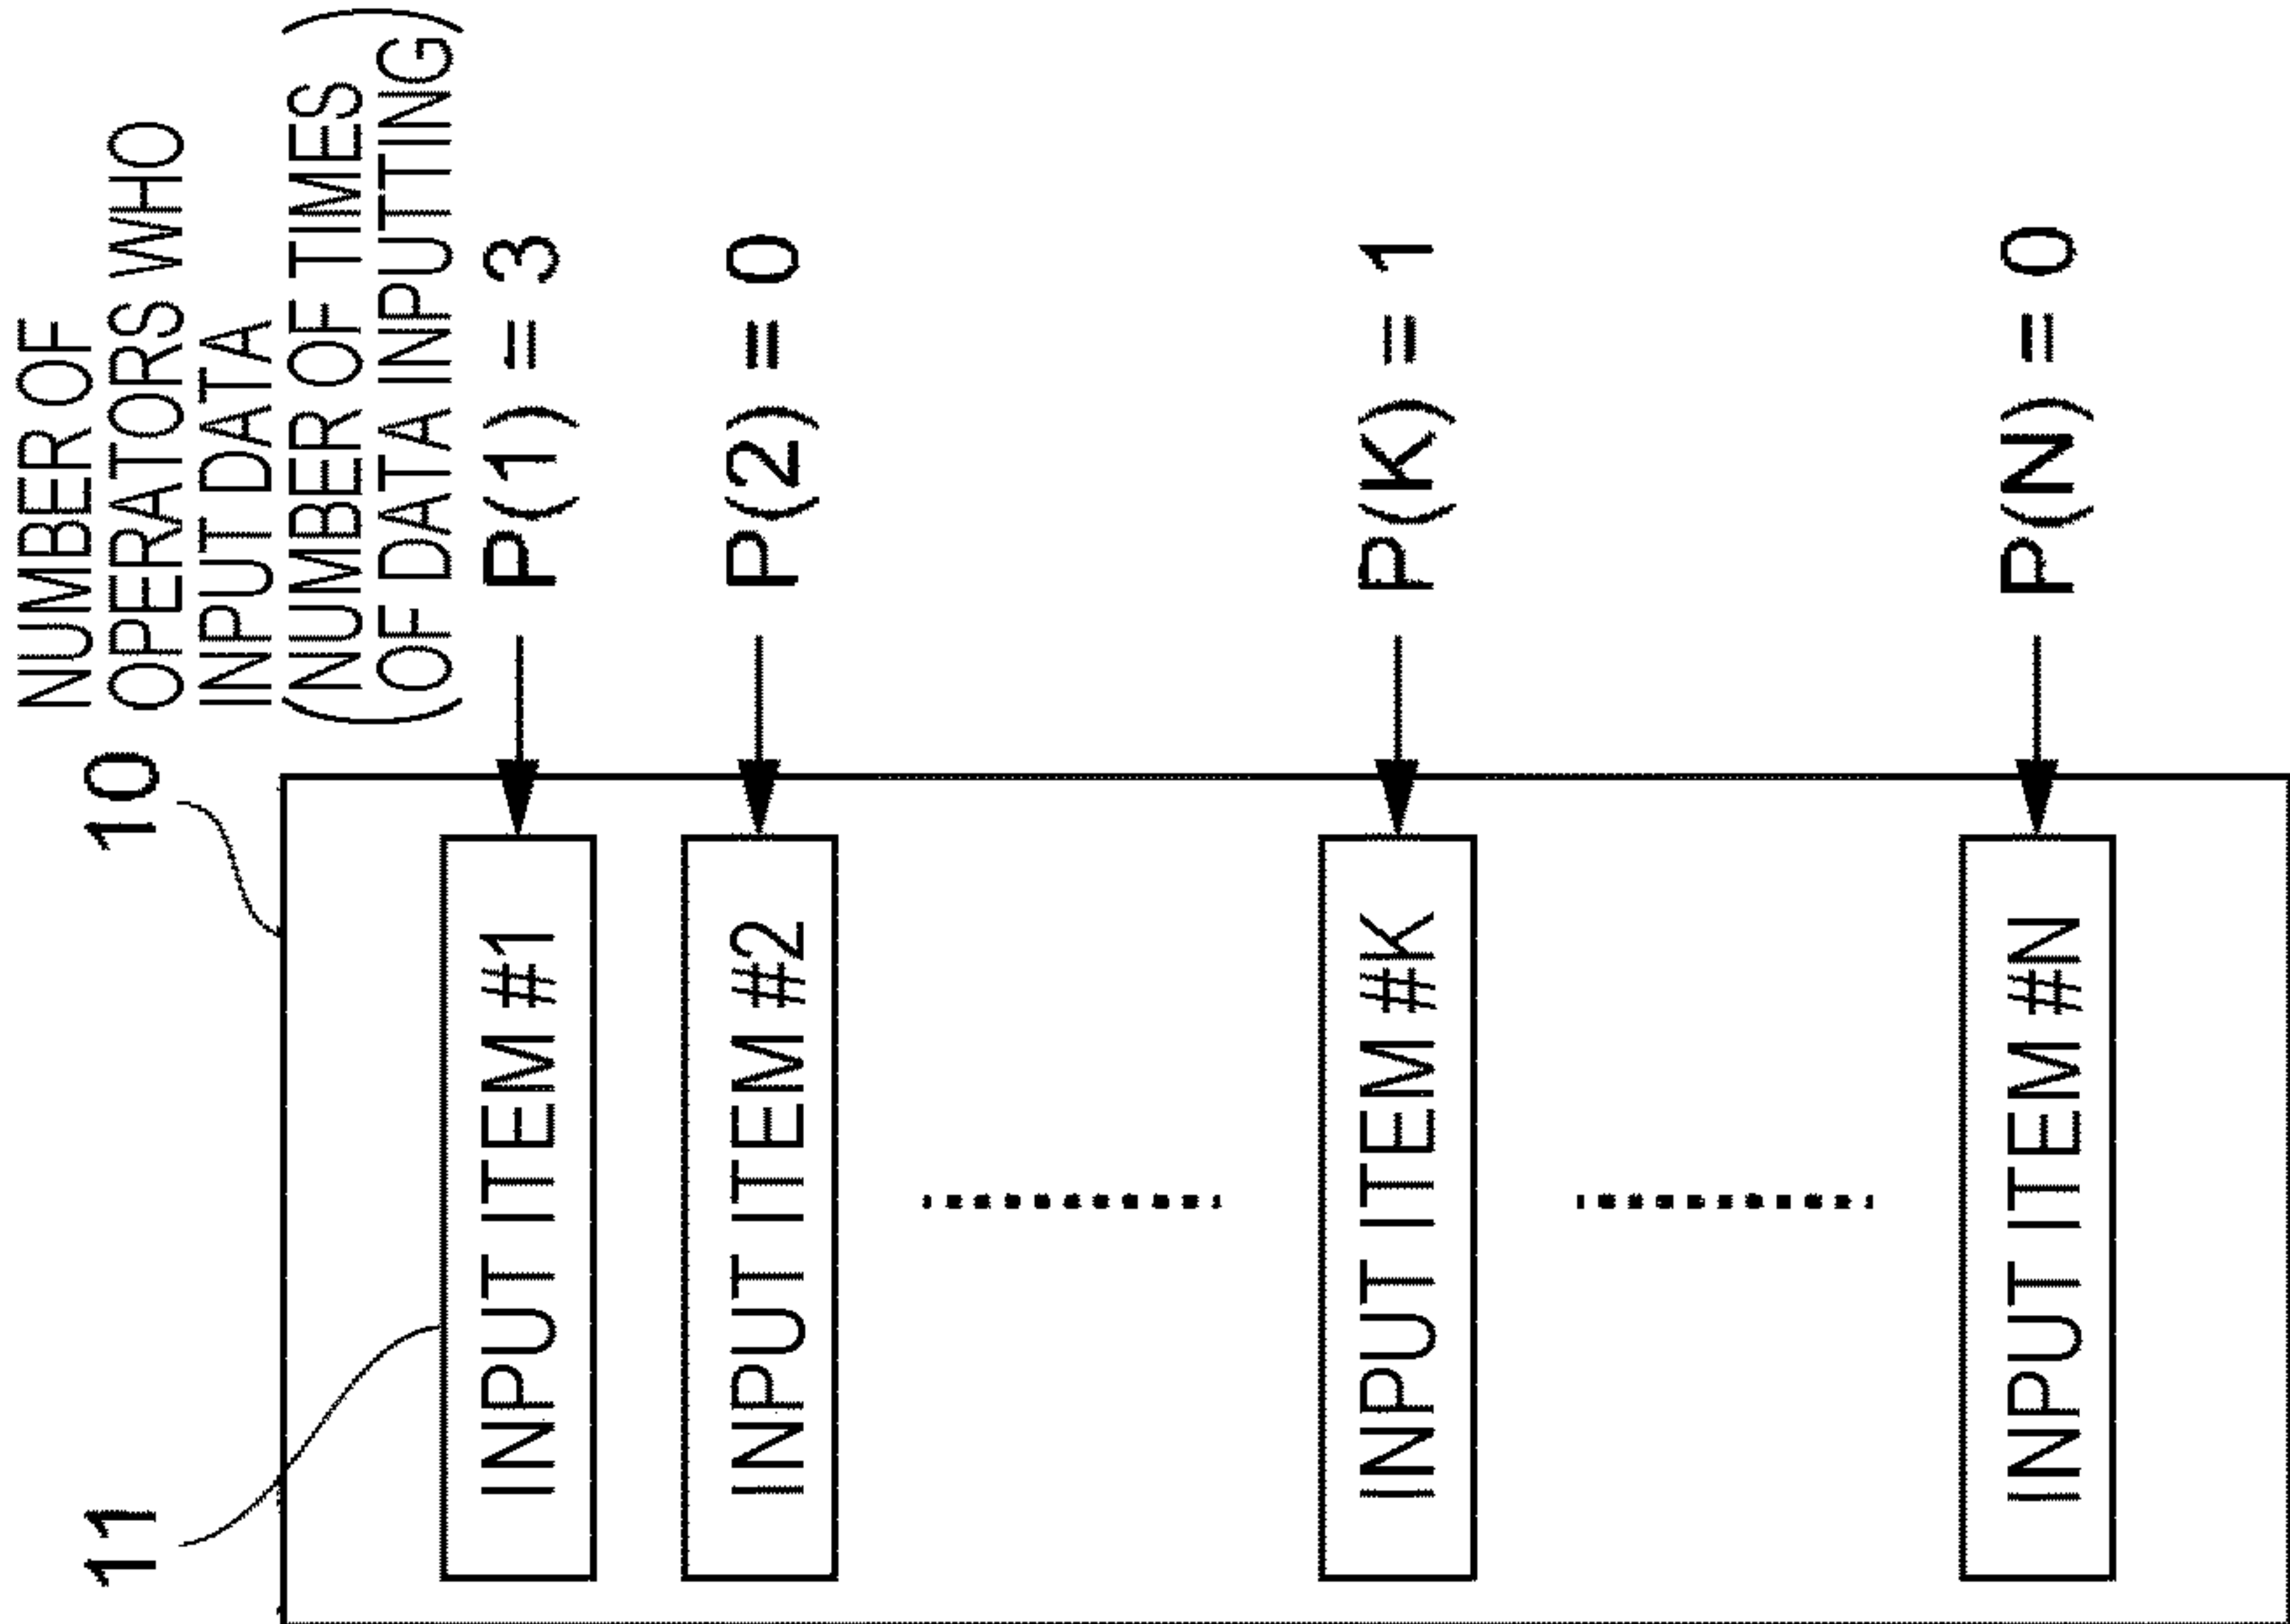 NUMBER OF
OPERATORS WHO
INPUT DATA
(NUMBER OF TIMES
OF DATA INPUTTING)
11
10
INPUT ITEM #1
P(1) = 3
INPUT ITEM #2
P(2) = 0
INPUT ITEM #K
P(K) = 1
INPUT ITEM #N
P(N) = 0